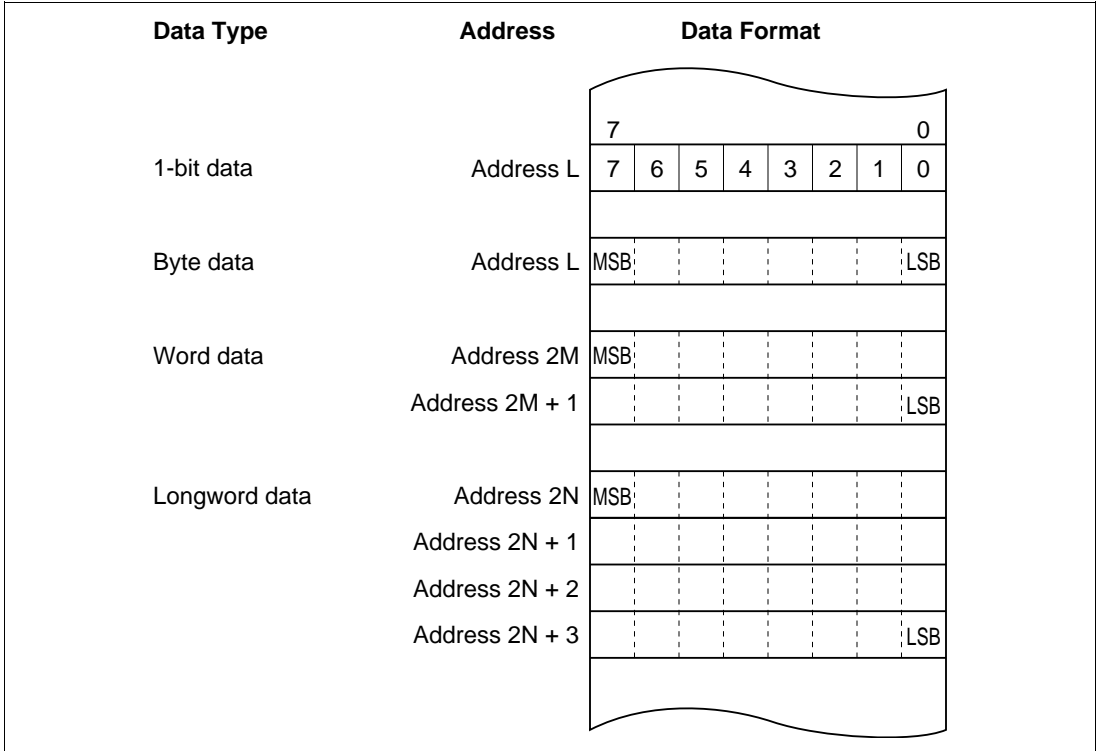 Data Type Address Data Format
7 0
1-bit data Address L 7 6 5 4 3 2 1 0
Byte data Address L MSB LSB
Word data Address 2M MSB
Address 2M + 1 LSB
Longword data Address 2N MSB
Address 2N + 1
Address 2N + 2
Address 2N + 3 LSB